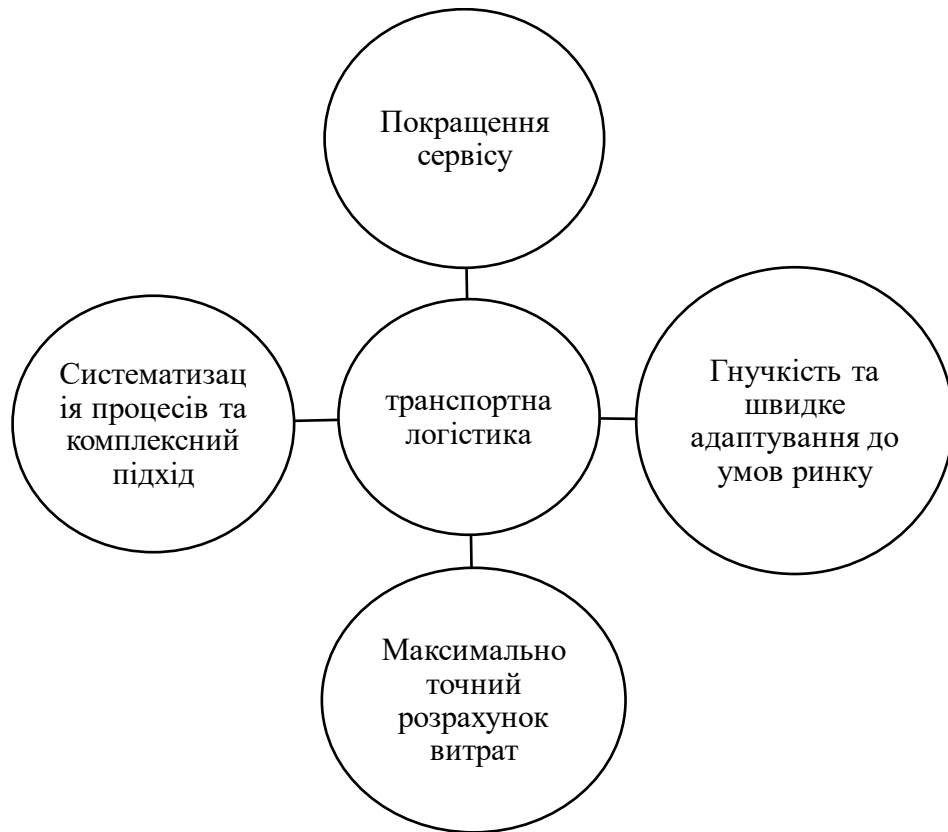 Покращення
сервісу
Систематизац
ія процесів та
комплексний
підхід
транспортна
логістика
Гнучкість та
швидке
адаптування до
умов ринку
Максимально
точний
розрахунок
витрат